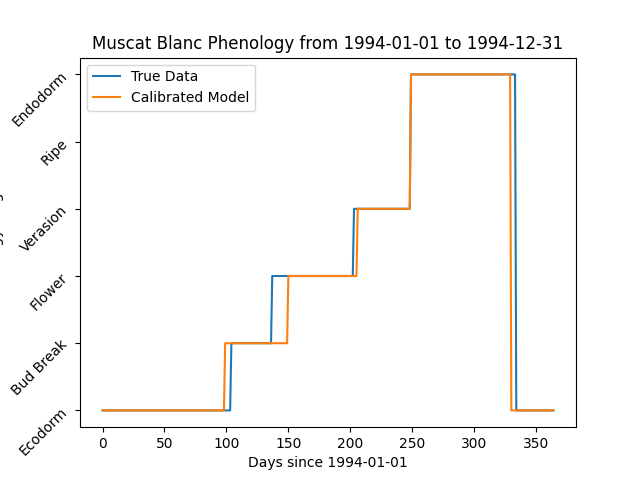 Muscat Blanc Phenology from 1994-01-01 to 1994-12-31
True Data
Calibrated Model
Endodorm
Ripe
Verasion
Flower
Bud Break
Ecodorm
0 50 100 150 200 250 300 350
Days since 1994-01-01